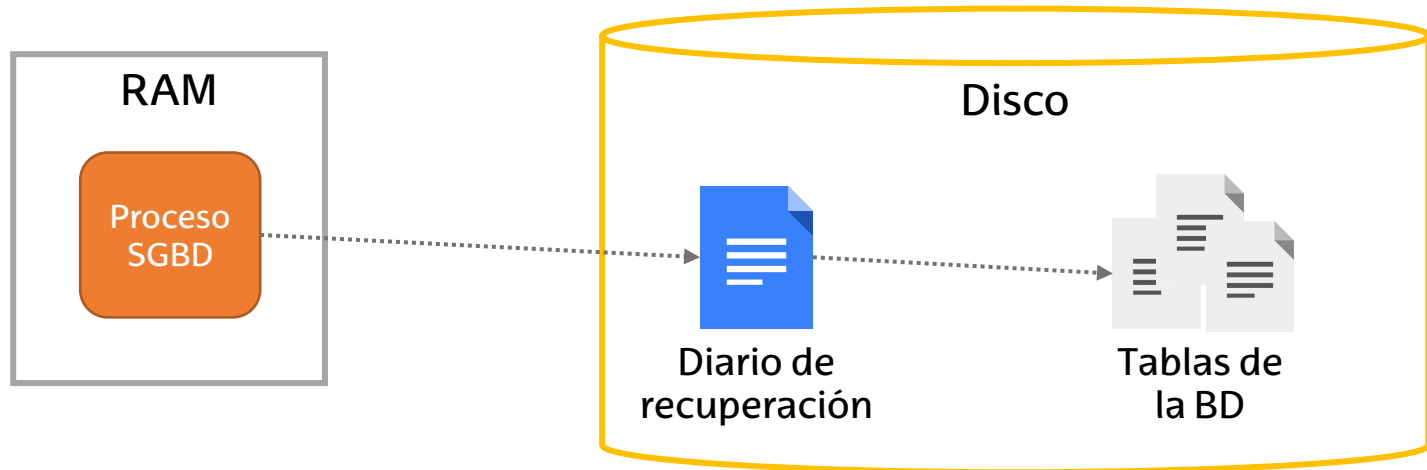 RAM
Proceso
SGBD
Disco
Diario de
recuperación
Tablas de
la BD